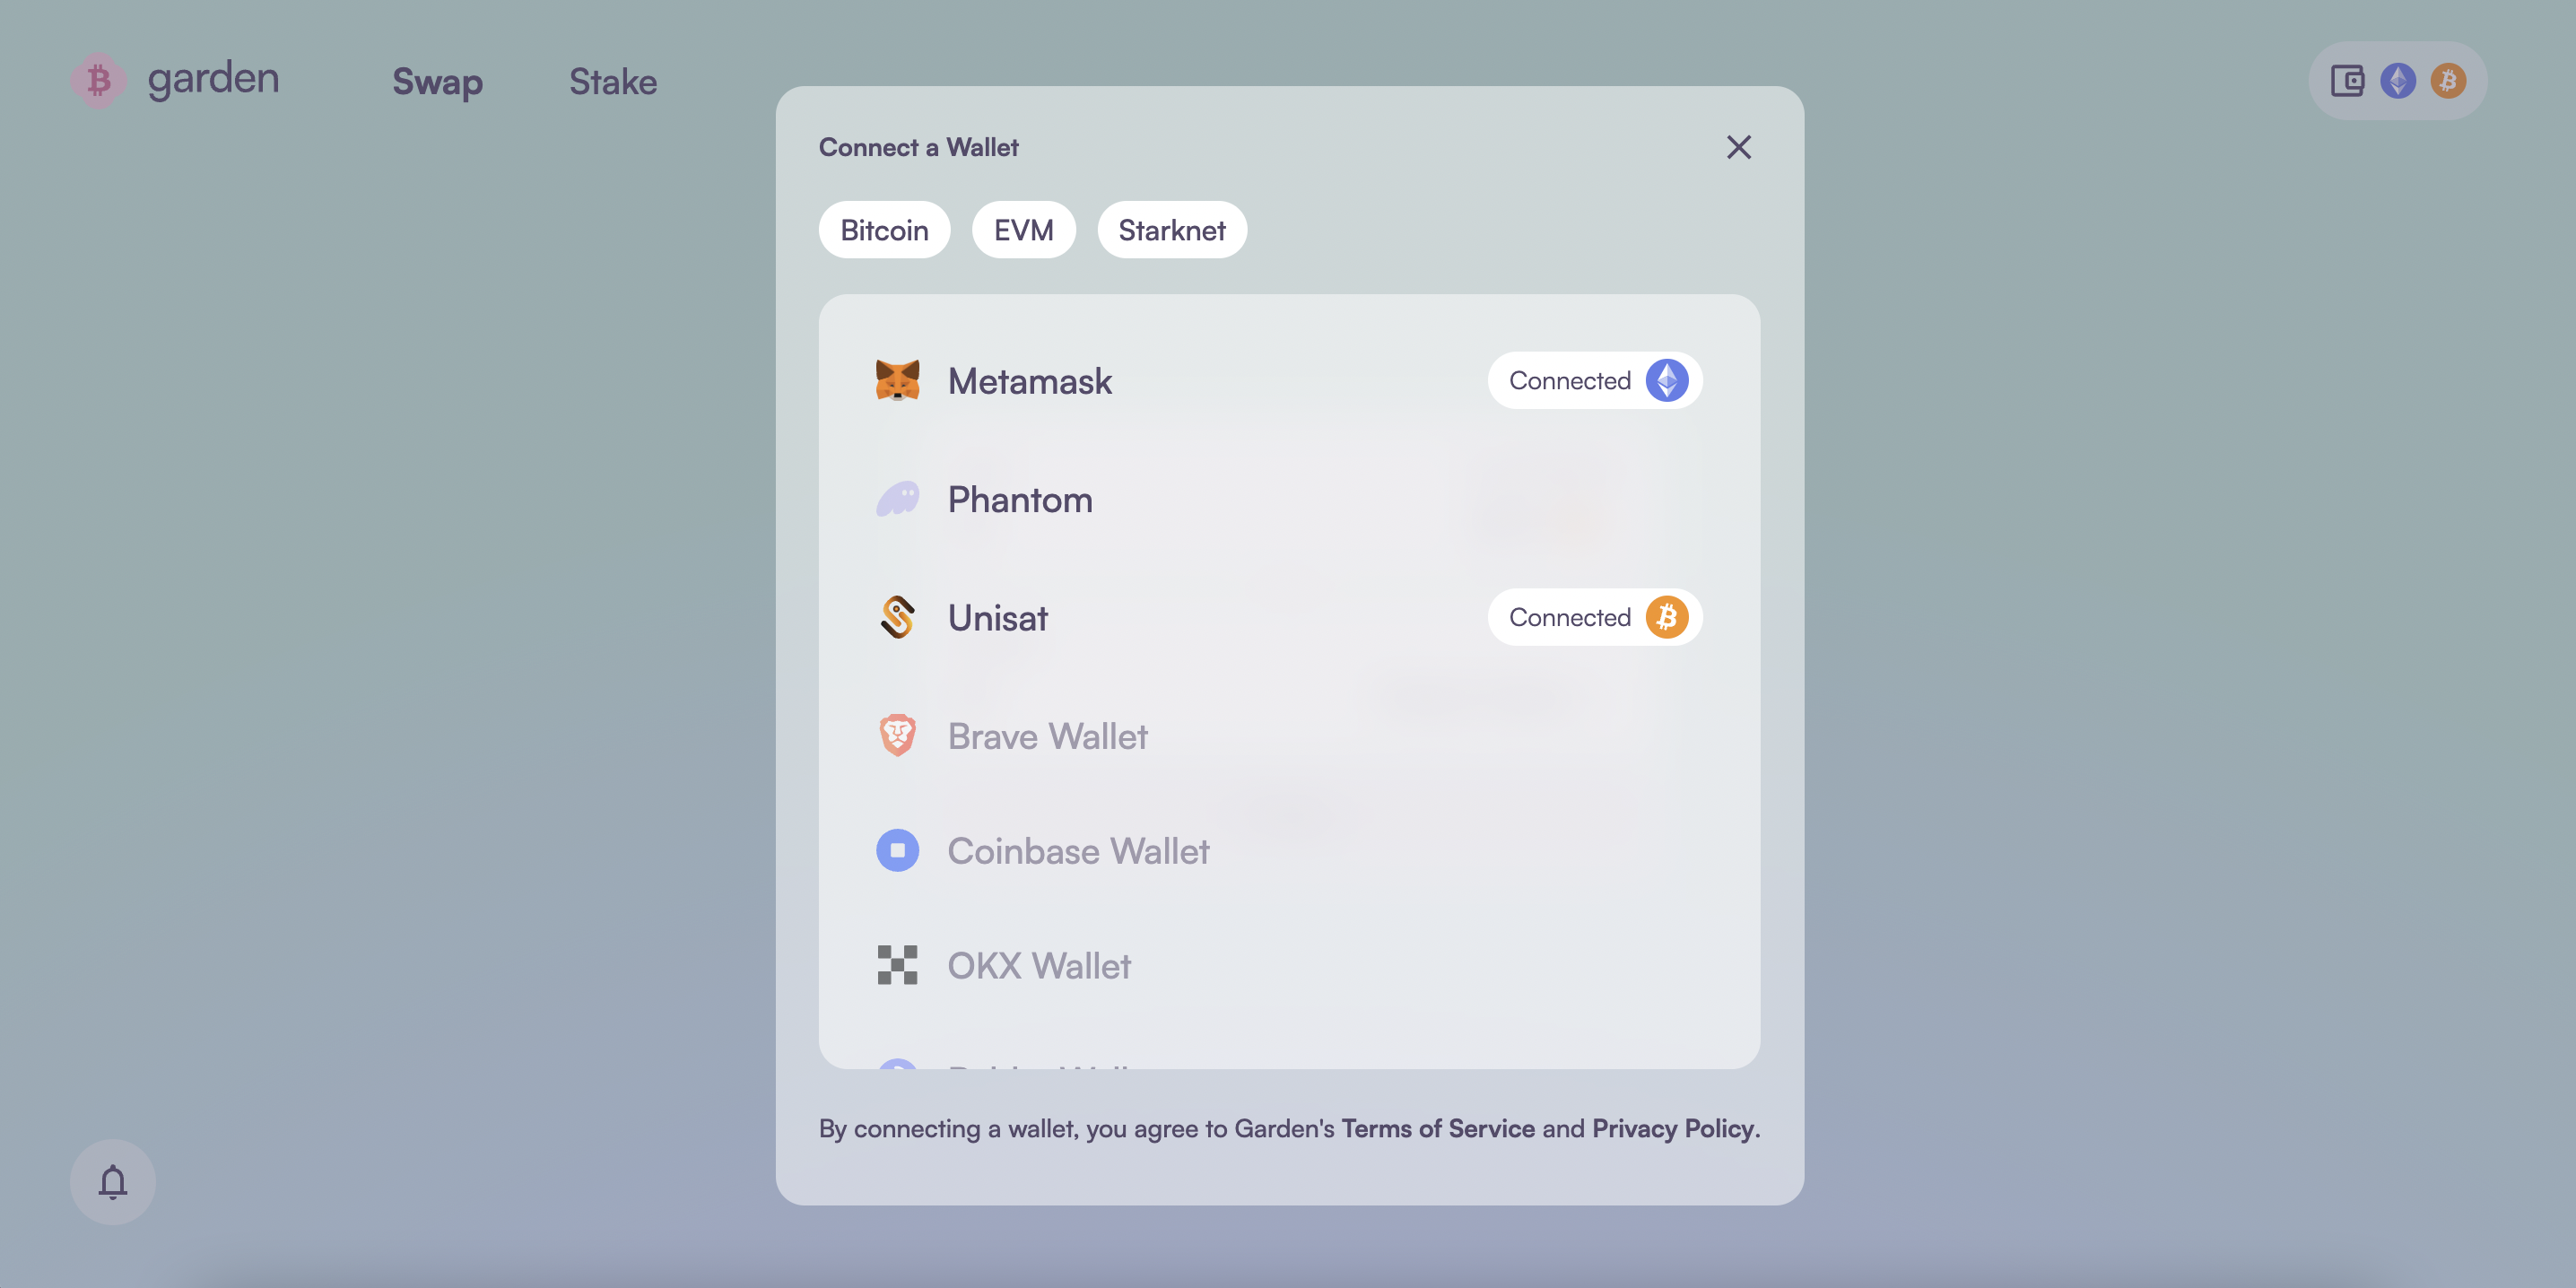 garden Swap Stake
Connect a Wallet
Bitcoin EVM Starknet
Metamask Connected
Phantom
Unisat Connected
Brave Wallet
Coinbase Wallet
OKX Wallet
By connecting a wallet, you agree to Garden's Terms of Service and Privacy Policy.